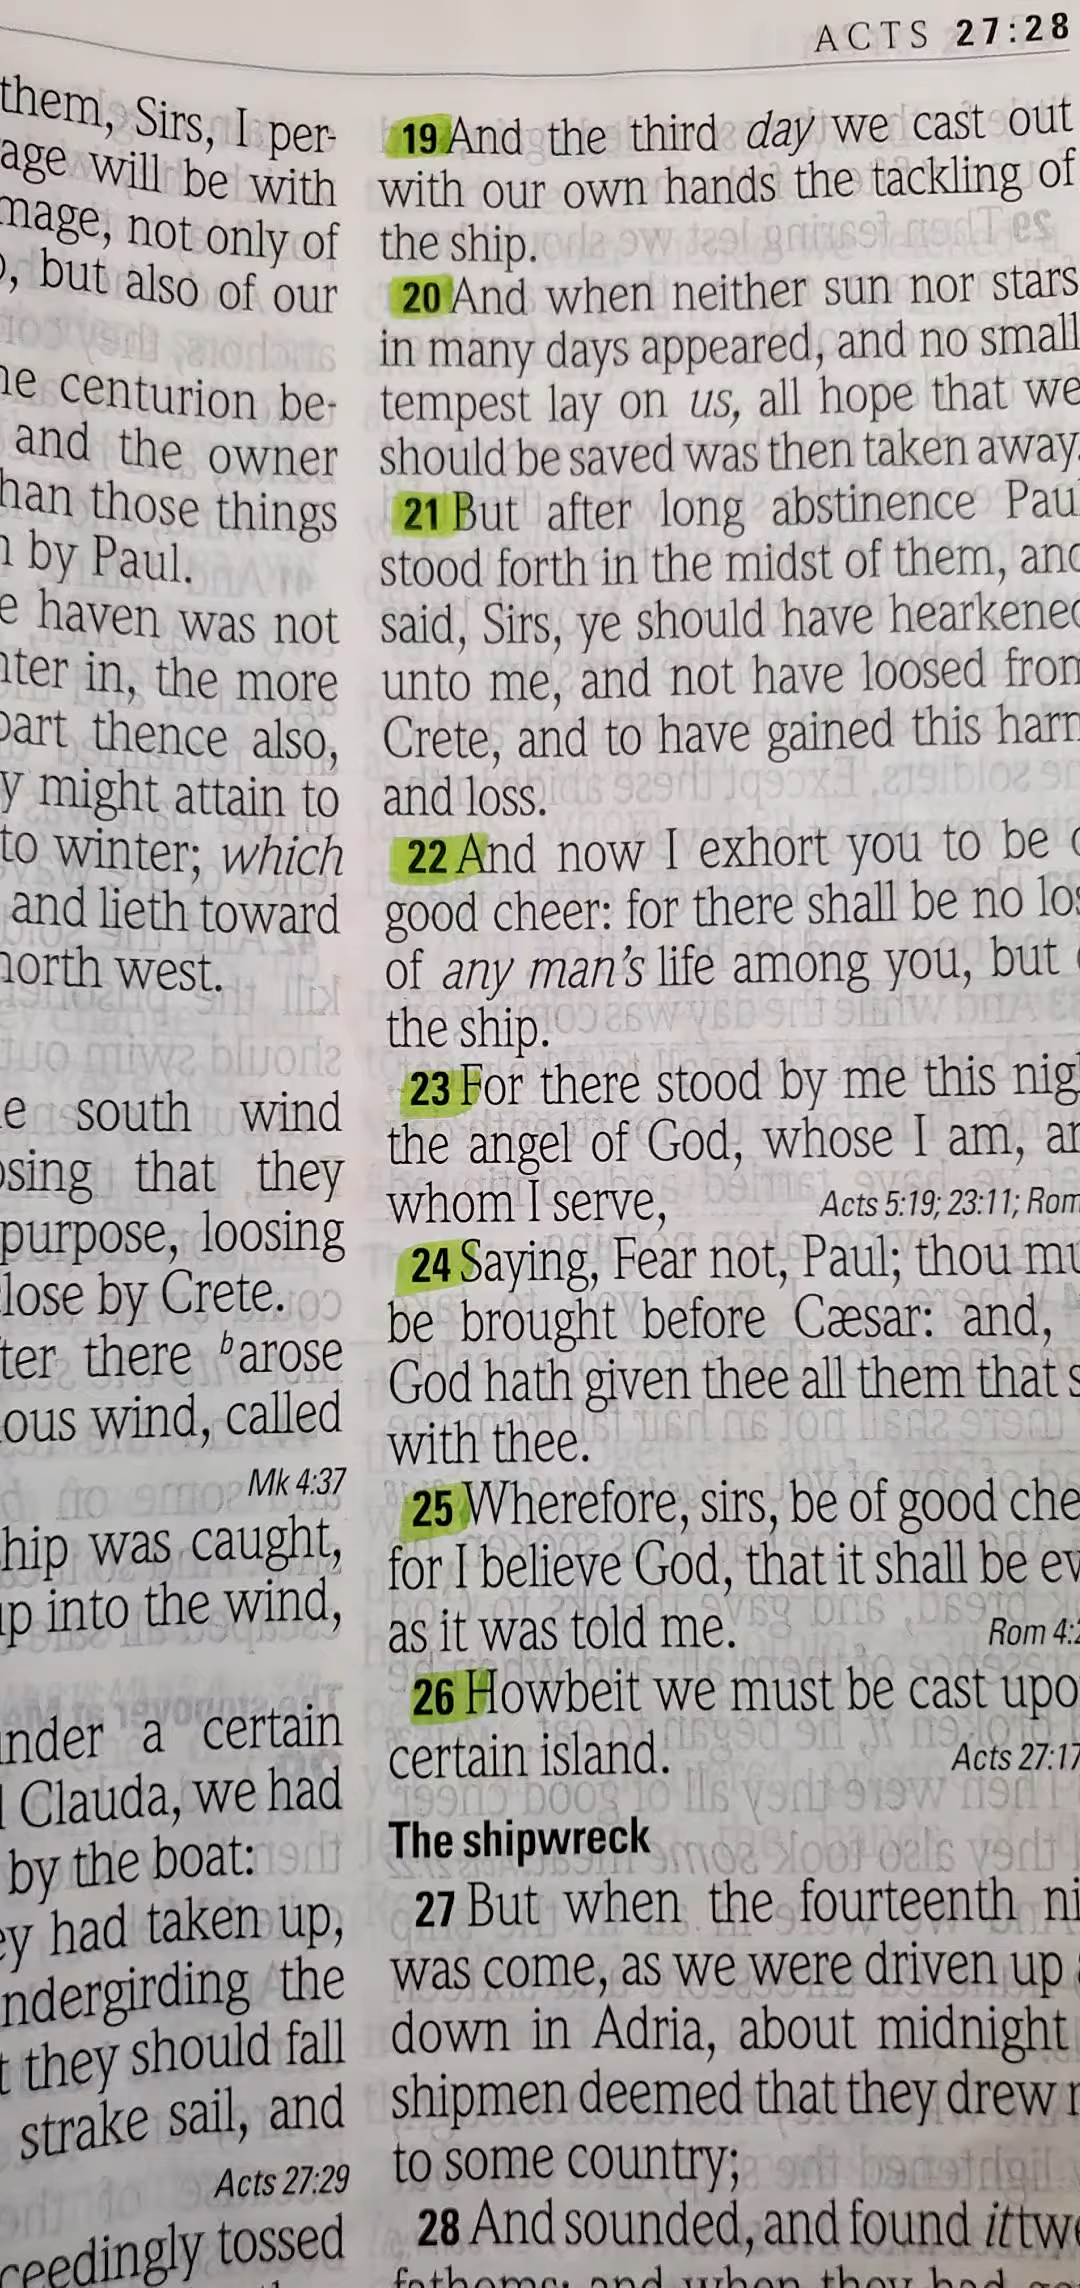 ACTS 27:28
them, Sirs, I per-
age will be with
mage, not only of
, but also of our
he centurion be-
and the owner
han those things
by Paul.
e haven was not
nter in, the more
part thence also,
y might attain to
to winter; which
and lieth toward
north west.
e south wind
osing that they
purpose, loosing
lose by Crete.
ter there b arose
ous wind, called
Mk 4:37
hip was caught,
up into the wind,
under a certain
Clauda, we had
by the boat:
ey had taken up,
ndergirding the
t they should fall
strake sail, and
Acts 27:29
ceedingly tossed
19 And the third day we cast out
with our own hands the tackling of
the ship.
20 And when neither sun nor stars
in many days appeared, and no small
tempest lay on us, all hope that we
should be saved was then taken away.
21 But after long abstinence Paul
stood forth in the midst of them, and
said, Sirs, ye should have hearkened
unto me, and not have loosed from
Crete, and to have gained this harm
and loss.
22 And now I exhort you to be
good cheer: for there shall be no los
of any man's life among you, but
the ship.
23 For there stood by me this nig
the angel of God, whose I am, an
whom I serve,
Acts 5:19; 23:11; Rom
24 Saying, Fear not, Paul; thou mu
be brought before Cæsar: and,
God hath given thee all them that s
with thee.
25 Wherefore, sirs, be of good che
for I believe God, that it shall be ev
as it was told me.
Rom 4:2
26 Howbeit we must be cast upo
certain island.
Acts 27:17
The shipwreck
27 But when the fourteenth ni
was come, as we were driven up
down in Adria, about midnight
shipmen deemed that they drew n
to some country;
28 And sounded, and found it twe
fathoms: and when they had go